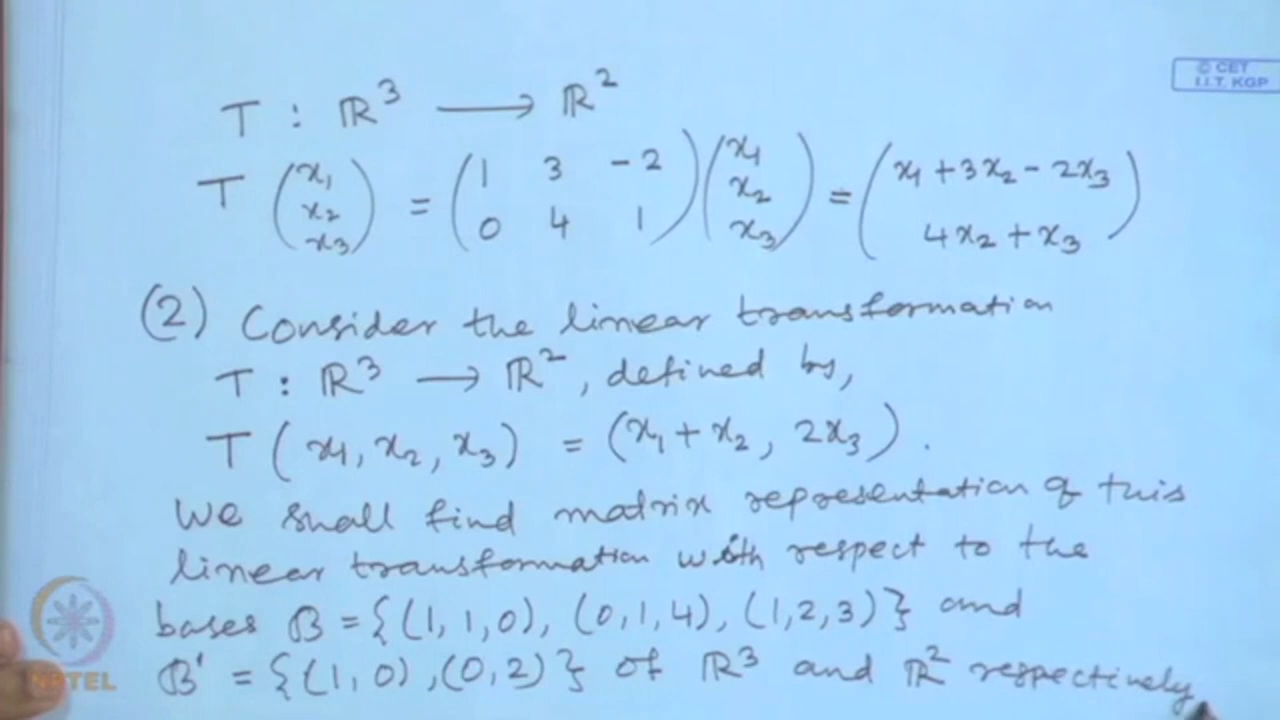 © CET
I.I.T. KGP
T : ℝ³ ⟶ ℝ²
T (x₁ x₂ x₃) = (1 3 -2 0 4 1) (x₁ x₂ x₃) = (x₁ + 3x₂ - 2x₃ 4x₂ + x₃)
(2) Consider the linear transformation
T : ℝ³ ⟶ ℝ², defined by,
T (x₁, x₂, x₃) = (x₁ + x₂, 2x₃).
We shall find matrix representation of this
linear transformation with respect to the
bases B = {(1, 1, 0), (0, 1, 4), (1, 2, 3)} and
B' = {(1, 0), (0, 2)} of ℝ³ and ℝ² respectively,
NPTEL